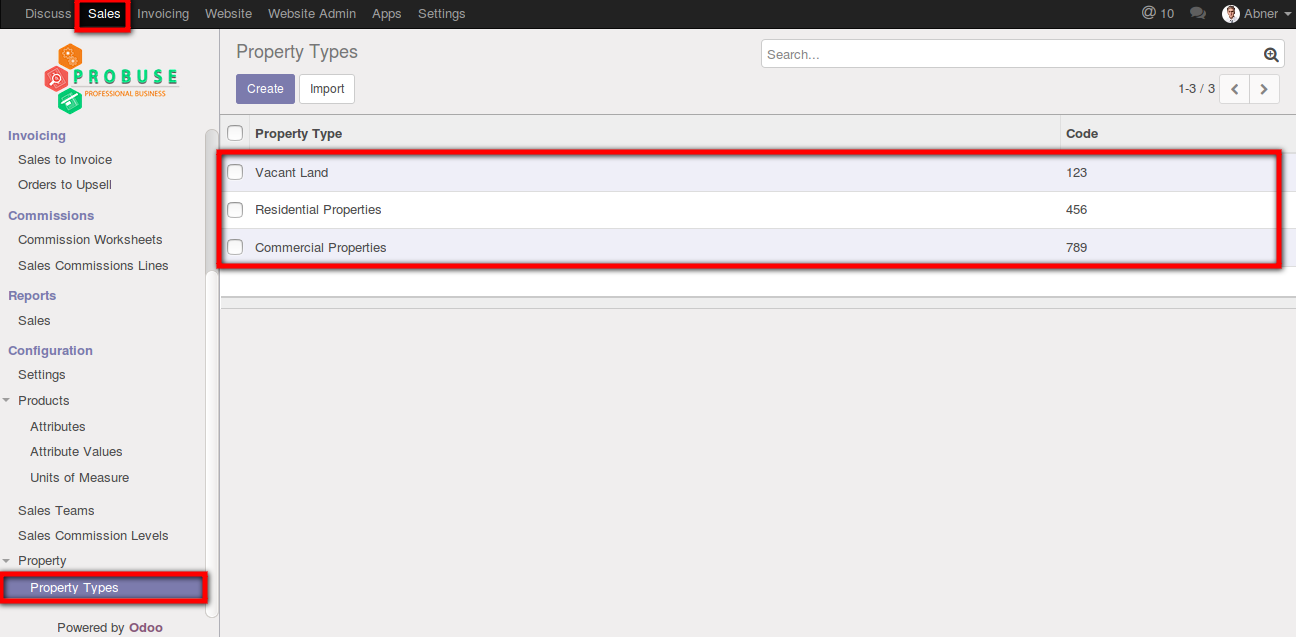 Discuss Sales Invoicing Website Website Admin Apps Settings @ 10 Abner
PROBUSE
PROFESSIONAL BUSINESS
Property Types
Search...
Create Import
1-3 / 3
Property Type Code
Vacant Land 123
Residential Properties 456
Commercial Properties 789
Invoicing
Sales to Invoice
Orders to Upsell
Commissions
Commission Worksheets
Sales Commissions Lines
Reports
Sales
Configuration
Settings
Products
Attributes
Attribute Values
Units of Measure
Sales Teams
Sales Commission Levels
Property
Property Types
Powered by Odoo